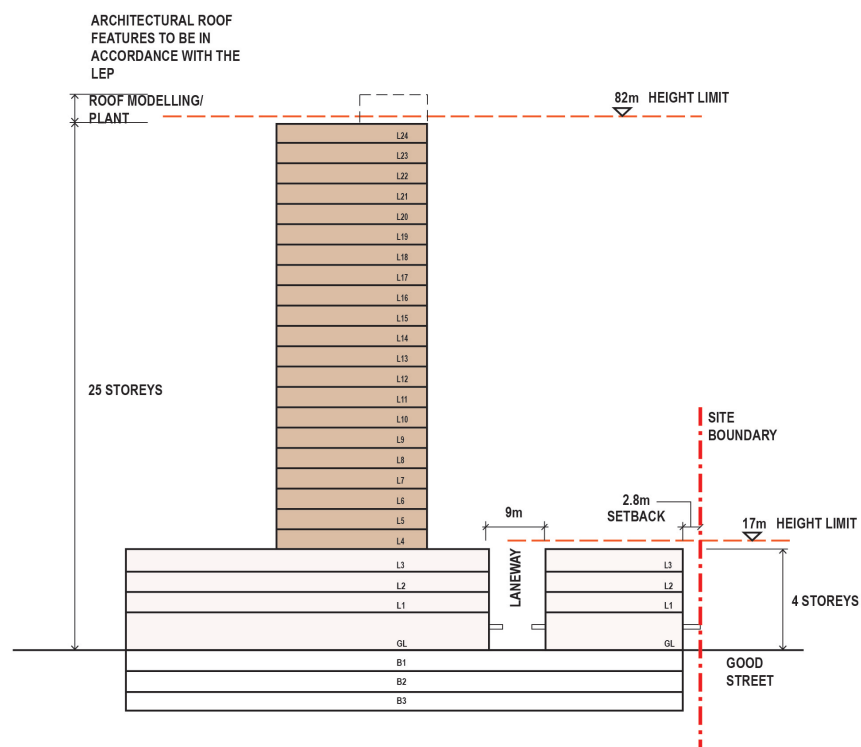 ARCHITECTURAL ROOF
FEATURES TO BE IN
ACCORDANCE WITH THE
LEP
ROOF MODELLING/
PLANT
82m HEIGHT LIMIT
L24
L23
L22
L21
L20
L19
L18
L17
L16
L15
L14
L13
L12
L11
L10
L9
L8
L7
L6
L5
L4
25 STOREYS
SITE
BOUNDARY
9m
2.8m
SETBACK
17m HEIGHT LIMIT
LANEWAY
L3
L2
L1
GL
L3
L2
L1
GL
4 STOREYS
B1
B2
B3
GOOD
STREET